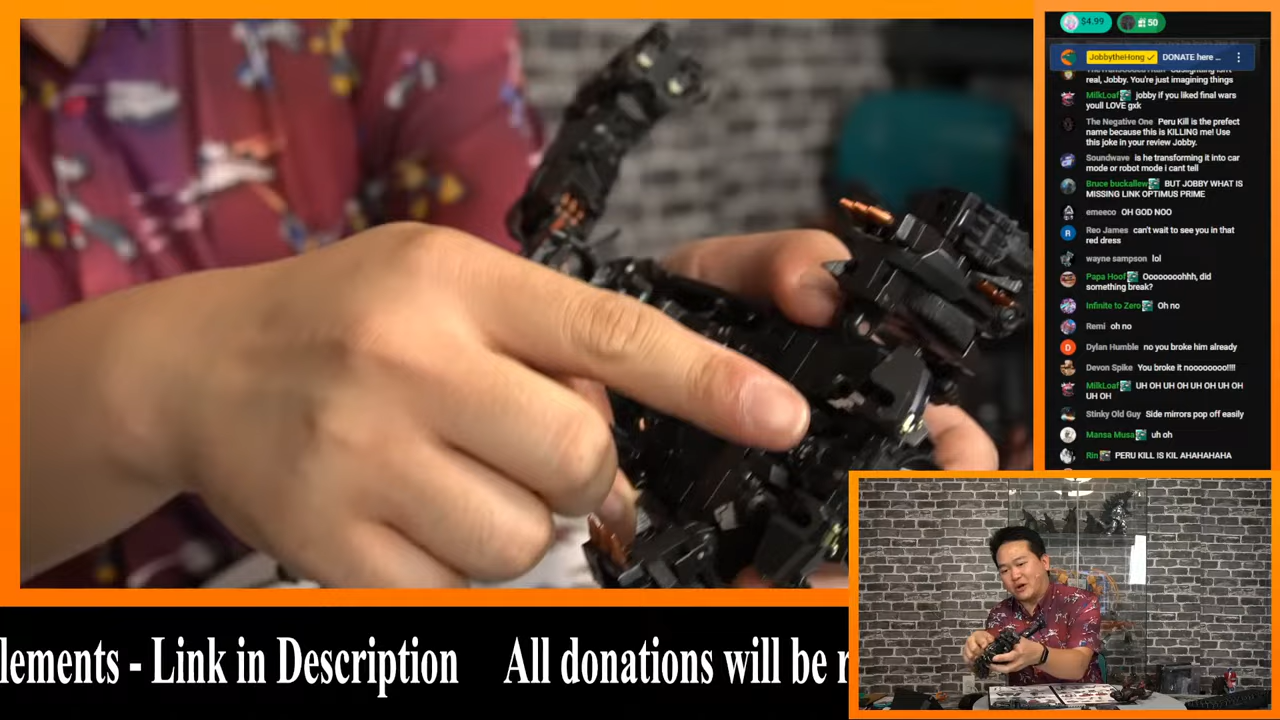 $4.99
50
JobbytheHong ✓ DONATE here ...
real, Jobby. You're just imagining things
MilkLoaf jobby if you liked final wars
youll LOVE gxk
The Negative One Peru Kill is the prefect
name because this is KILLING me! Use
this joke in your review Jobby.
Soundwave is he transforming it into car
mode or robot mode i cant tell
Bruce buckallew BUT JOBBY WHAT IS
MISSING LINK OPTIMUS PRIME
emeeco OH GOD NOO
Reo James can't wait to see you in that
red dress
wayne sampson lol
Papa Hoof Ooooooohhh, did
something break?
Infinite to Zero Oh no
Remi oh no
Dylan Humble no you broke him already
Devon Spike You broke it nooooooo!!!!
MilkLoaf UH OH UH OH UH OH UH OH
UH OH
Stinky Old Guy Side mirrors pop off easily
Mansa Musa uh oh
Rin PERU KILL IS KIL AHAHAHAHA
lements - Link in Description All donations will be r